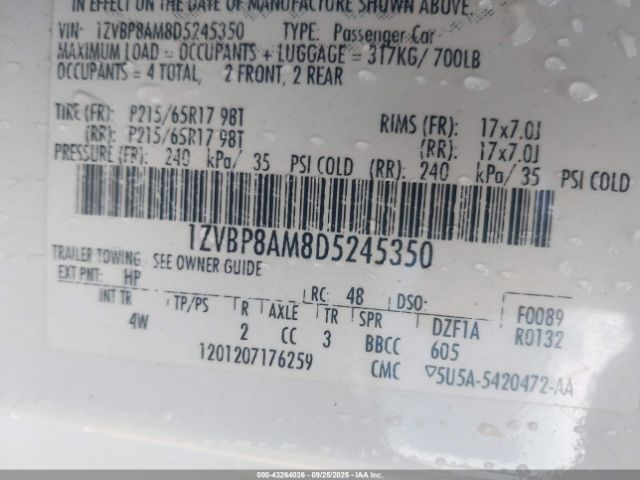 IN EFFECT ON THE DATE OF MANUFACTURE SHOWN ABOVE.
VIN: 1ZVBP8AM8D5245350 TYPE: Passenger Car
MAXIMUM LOAD = OCCUPANTS + LUGGAGE = 317KG/ 700LB
OCCUPANTS = 4 TOTAL, 2 FRONT, 2 REAR
TIRE (FR): P215/65R17 98T RIMS (FR): 17x7.0J
(RR): P215/65R17 98T (RR): 17x7.0J
PRESSURE (FR): 240 kPa/ 35 PSI COLD (RR): 240 kPa/ 35 PSI COLD
1ZVBP8AM8D5245350
TRAILER TOWING SEE OWNER GUIDE
EXT PNT: HP RC: 48 DSO: F0089
INT TR TP/PS R AXLE TR SPR DZF1A R0132
4W 2 CC 3 BBCC 605
1201207176259 CMC ▽5U5A-5420472-AA
000-43264036 - 09/25/2025 - IAAI.COM